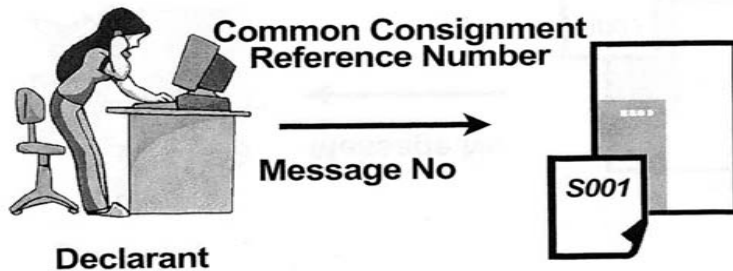 Common Consignment
Reference Number
Message No
S001
Declarant